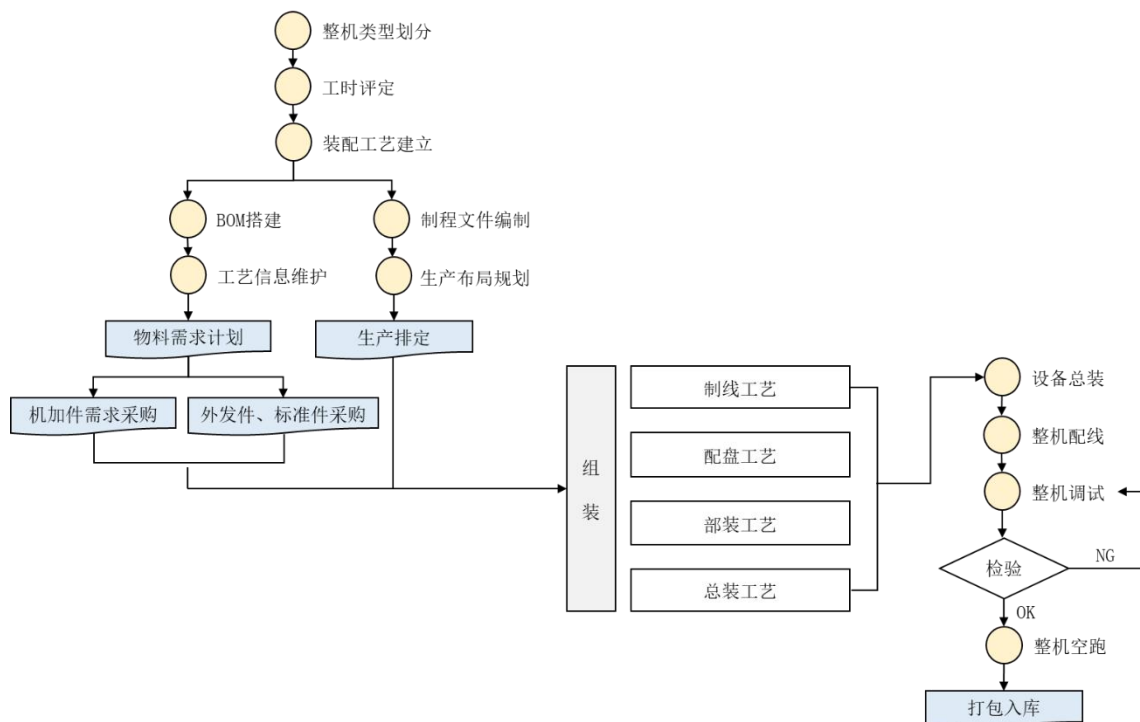 整机类型划分
工时评定
装配工艺建立
BOM搭建
制程文件编制
工艺信息维护
生产布局规划
物料需求计划
生产排定
机加件需求采购
外发件、标准件采购
组装
制线工艺
配盘工艺
部装工艺
总装工艺
设备总装
整机配线
整机调试
检验
NG
OK
整机空跑
打包入库